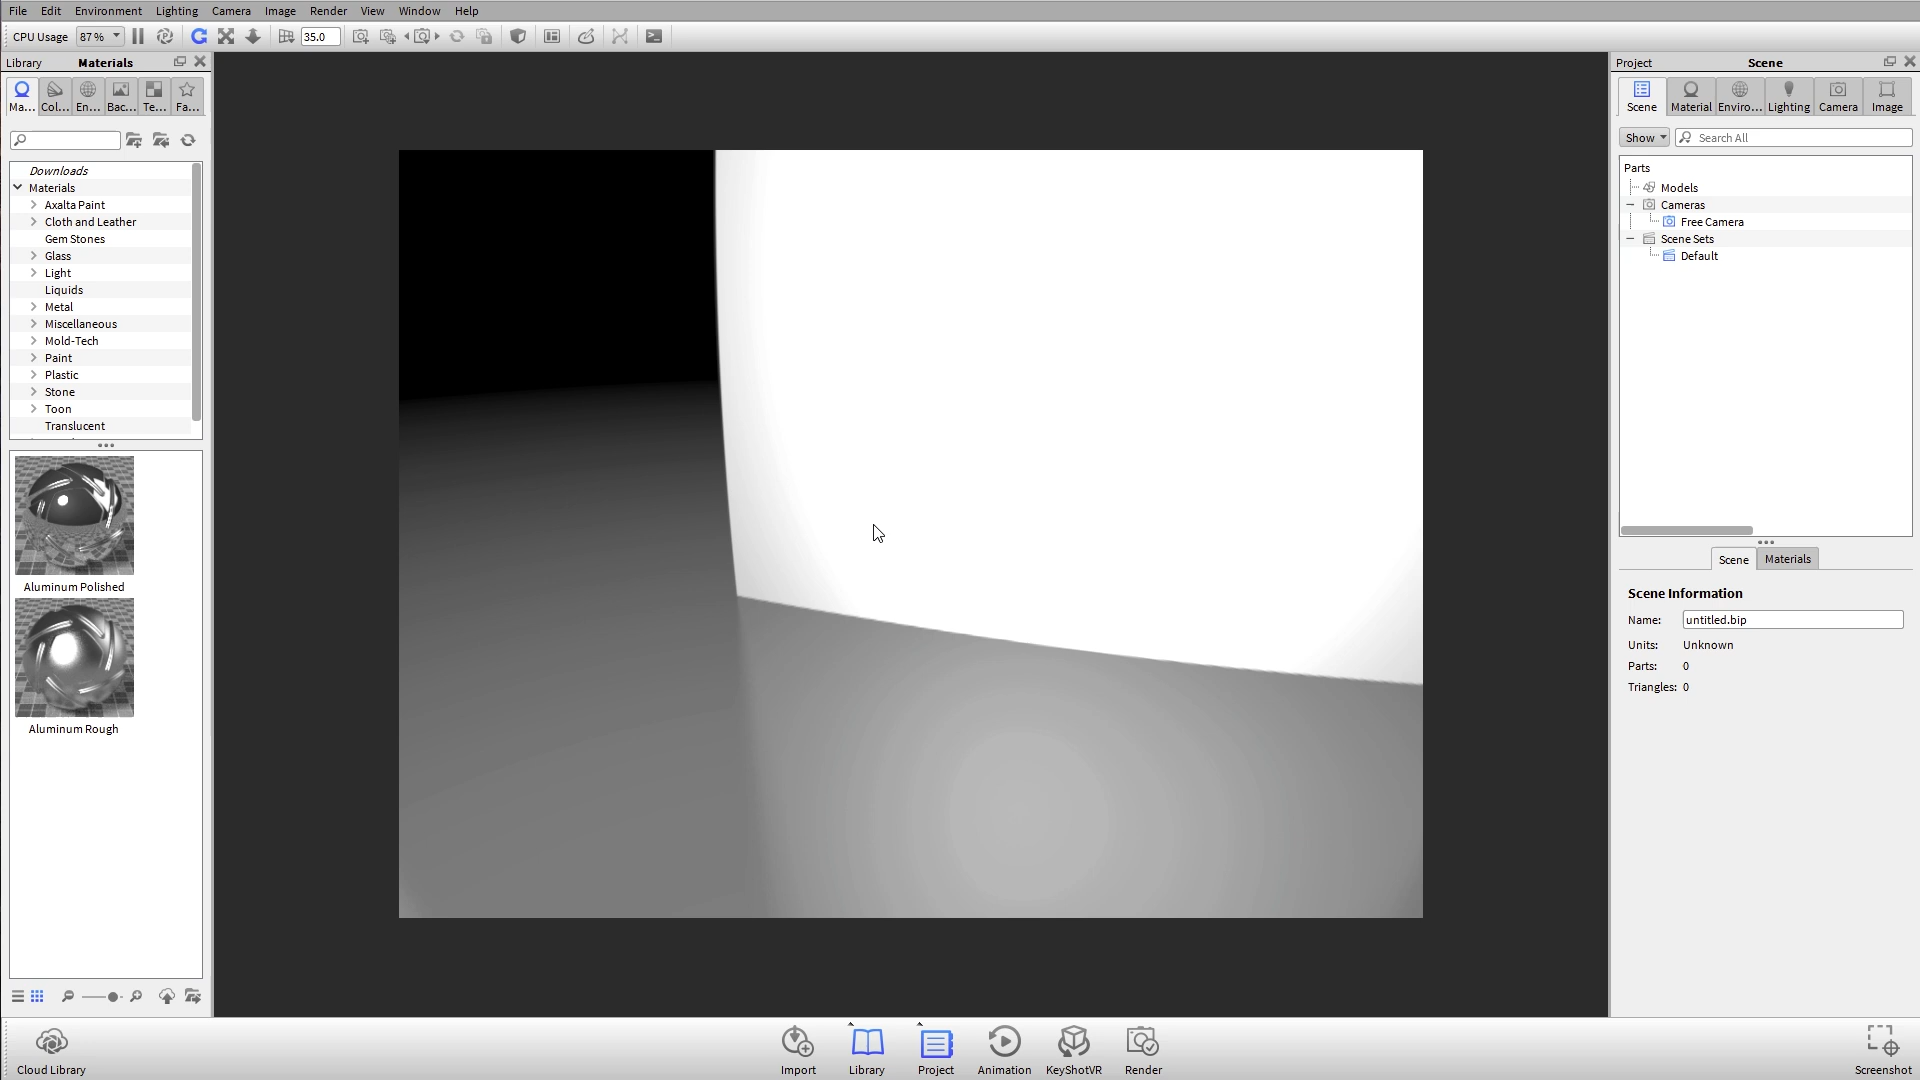 File Edit Environment Lighting Camera Image Render View Window Help
CPU Usage 87 % 35.0
Library Materials
Ma... Col... En... Bac... Te... Fa...
Downloads
Materials
Axalta Paint
Cloth and Leather
Gem Stones
Glass
Light
Liquids
Metal
Miscellaneous
Mold-Tech
Paint
Plastic
Stone
Toon
Translucent
Aluminum Polished
Aluminum Rough
Project Scene
Scene Material Enviro... Lighting Camera Image
Show Search All
Parts
Models
Cameras
Free Camera
Scene Sets
Default
Scene Materials
Scene Information
Name: untitled.bip
Units: Unknown
Parts: 0
Triangles: 0
Cloud Library Import Library Project Animation KeyShotVR Render Screenshot